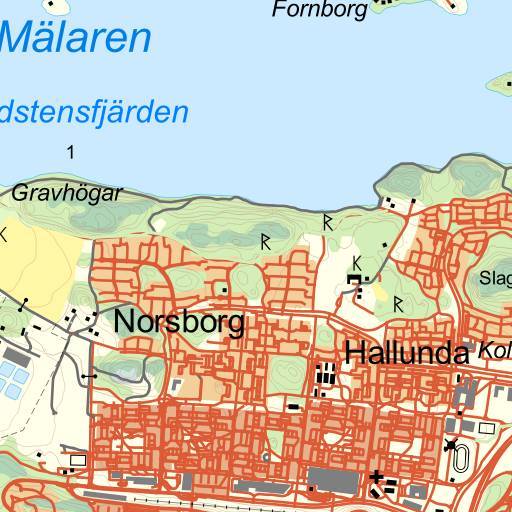 Fornborg
Mälaren
dstensfjärden
1
Gravhögar
K
R
R
K
Slag
R
Norsborg
Hallunda
Kol